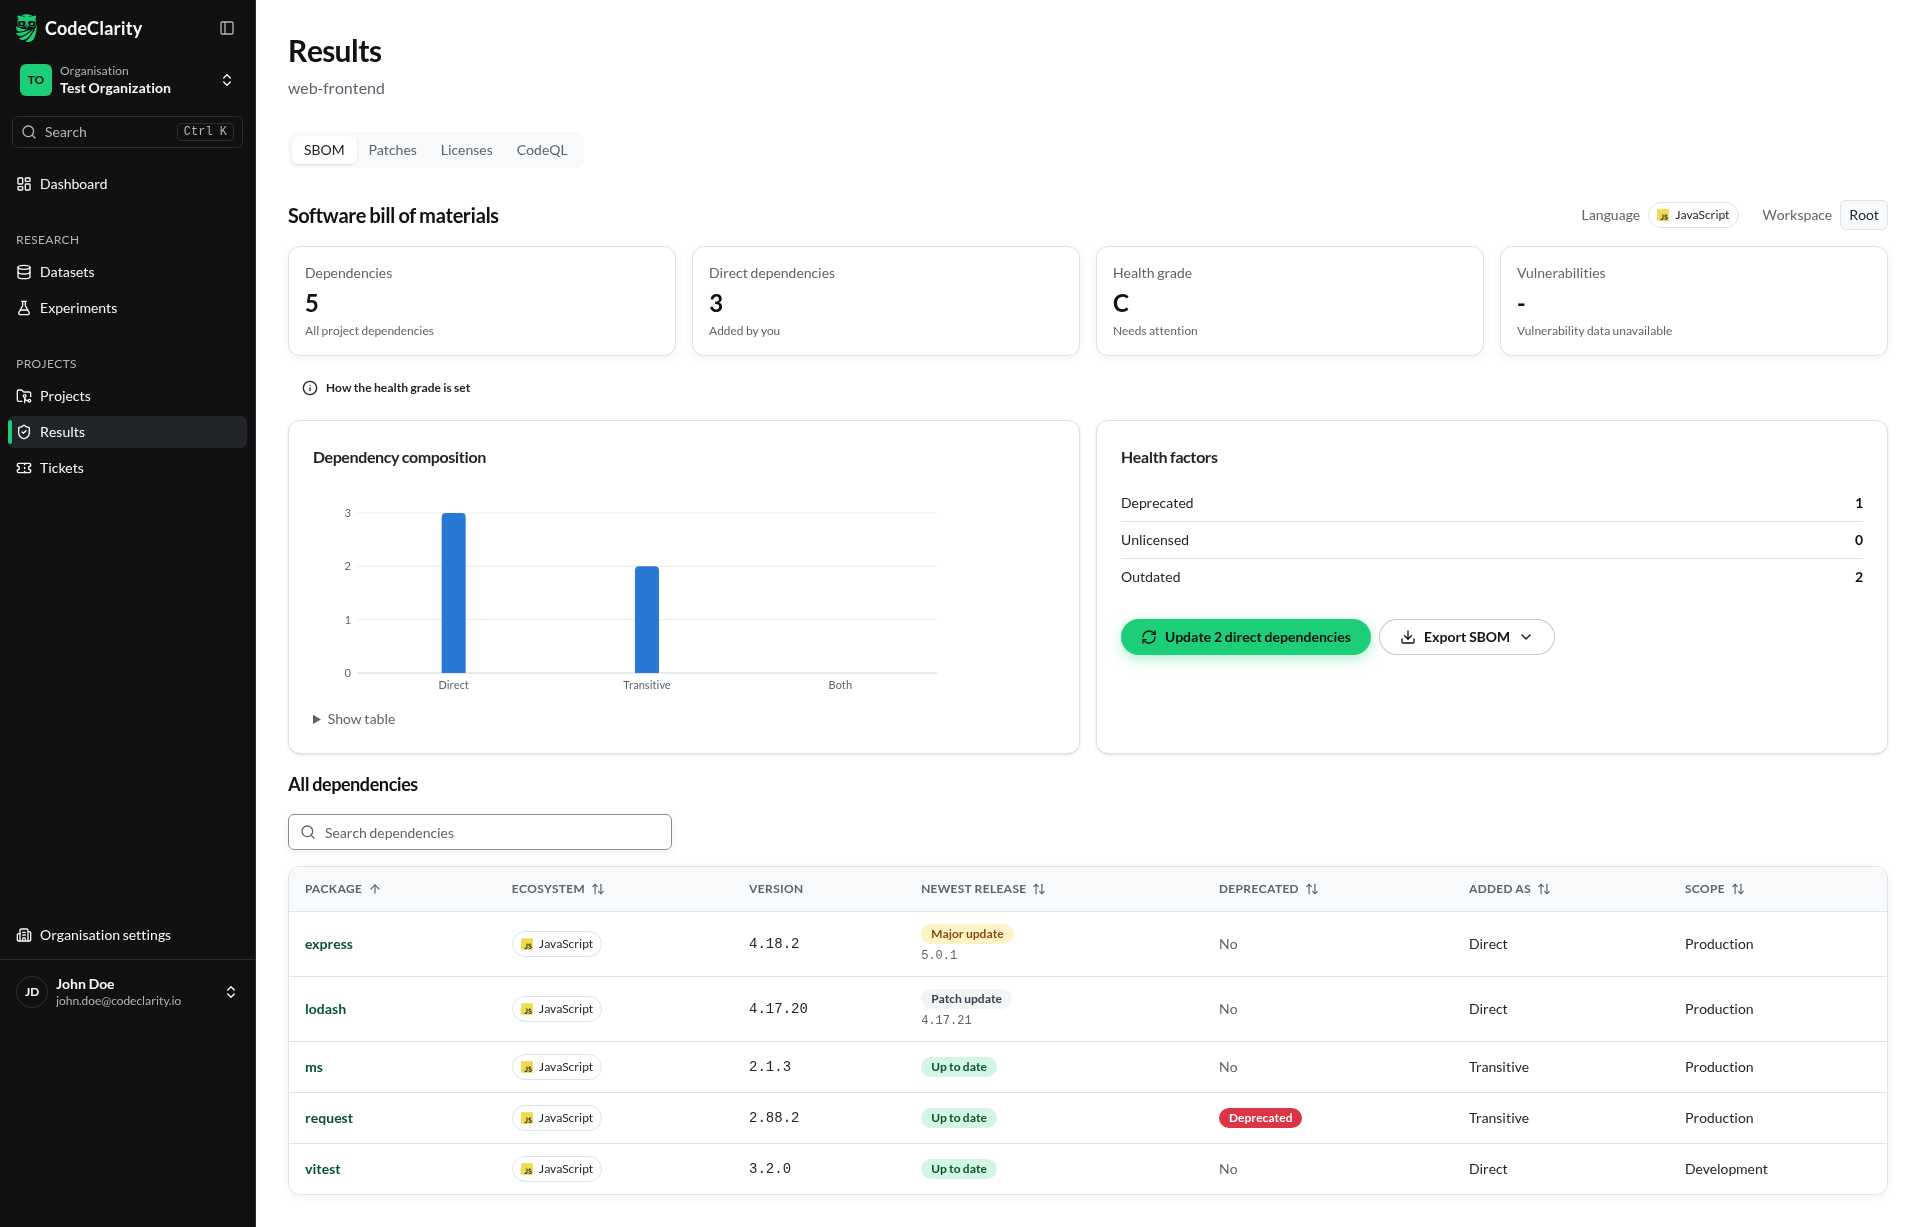 CodeClarity
TO
Organisation
Test Organization
Search
Ctrl K
Dashboard
RESEARCH
Datasets
Experiments
PROJECTS
Projects
Results
Tickets
Organisation settings
JD
John Doe
john.doe@codeclarity.io
Results
web-frontend
SBOM Patches Licenses CodeQL
Software bill of materials
Language JS JavaScript Workspace Root
Dependencies
5
All project dependencies
Direct dependencies
3
Added by you
Health grade
C
Needs attention
Vulnerabilities
-
Vulnerability data unavailable
How the health grade is set
Dependency composition
3
2
1
0
Direct Transitive Both
Show table
Health factors
Deprecated 1
Unlicensed 0
Outdated 2
Update 2 direct dependencies
Export SBOM
All dependencies
Search dependencies
PACKAGE ECOSYSTEM VERSION NEWEST RELEASE DEPRECATED ADDED AS SCOPE
express JS JavaScript 4.18.2 Major update No Direct Production
5.0.1
lodash JS JavaScript 4.17.20 Patch update No Direct Production
4.17.21
ms JS JavaScript 2.1.3 Up to date No Transitive Production
request JS JavaScript 2.88.2 Up to date Deprecated Transitive Production
vitest JS JavaScript 3.2.0 Up to date No Direct Development